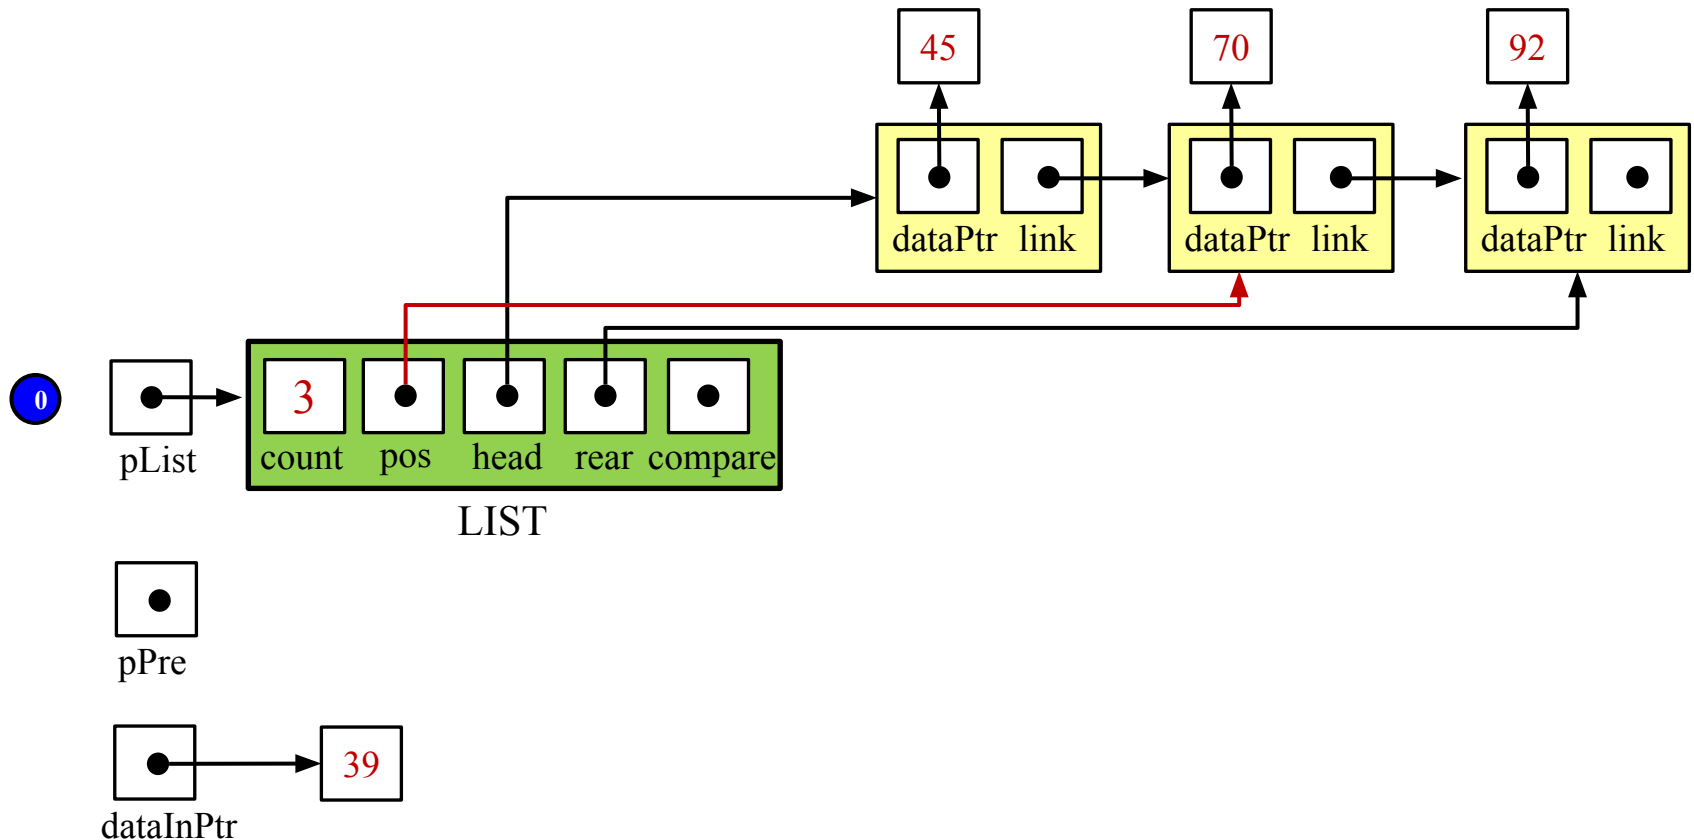 45 70 92
dataPtr link dataPtr link dataPtr link
0
3
pList count pos head rear compare
LIST
pPre
39
dataInPtr